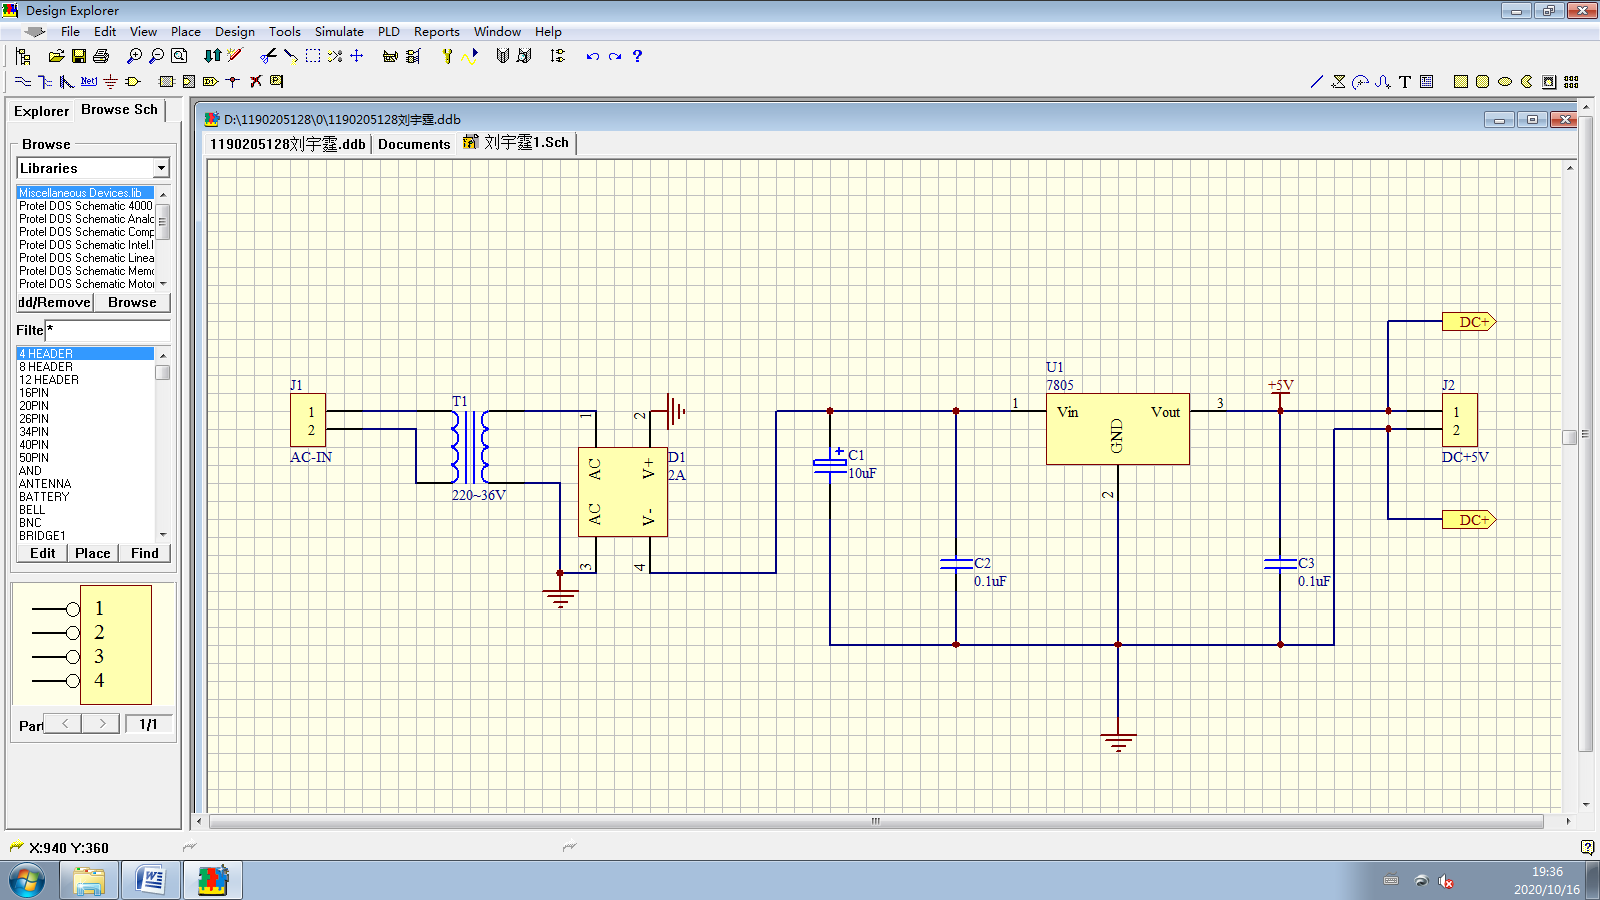 Design Explorer
File Edit View Place Design Tools Simulate PLD Reports Window Help
Net1
D1
T
Explorer Browse Sch
Browse
Libraries
Miscellaneous Devices.lib
Protel DOS Schematic 4000
Protel DOS Schematic Analo
Protel DOS Schematic Comp
Protel DOS Schematic Intel.l
Protel DOS Schematic Linea
Protel DOS Schematic Memo
Protel DOS Schematic Motor
dd/Remove Browse
Filte *
4 HEADER
8 HEADER
12 HEADER
16PIN
20PIN
26PIN
34PIN
40PIN
50PIN
AND
ANTENNA
BATTERY
BELL
BNC
BRIDGE1
Edit Place Find
1
2
3
4
Part < > 1/1
D:\1190205128\0\1190205128刘宇霆.ddb
1190205128刘宇霆.ddb Documents 刘宇霆1.Sch
J1
1
2
AC-IN
T1
220~36V
1
2
AC V+
AC V-
3
4
D1
2A
+
C1
10uF
C2
0.1uF
U1
7805
1
Vin Vout
GND
3
2
+5V
C3
0.1uF
DC+
J2
1
2
DC+5V
DC+
X:940 Y:360
19:36
2020/10/16